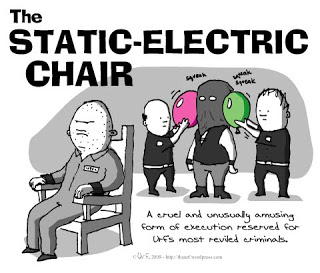 The
STATIC-ELECTRIC
CHAIR
squeak
squeak
squeak
A cruel and unusually amusing
form of execution reserved for
Urf's most reviled criminals.